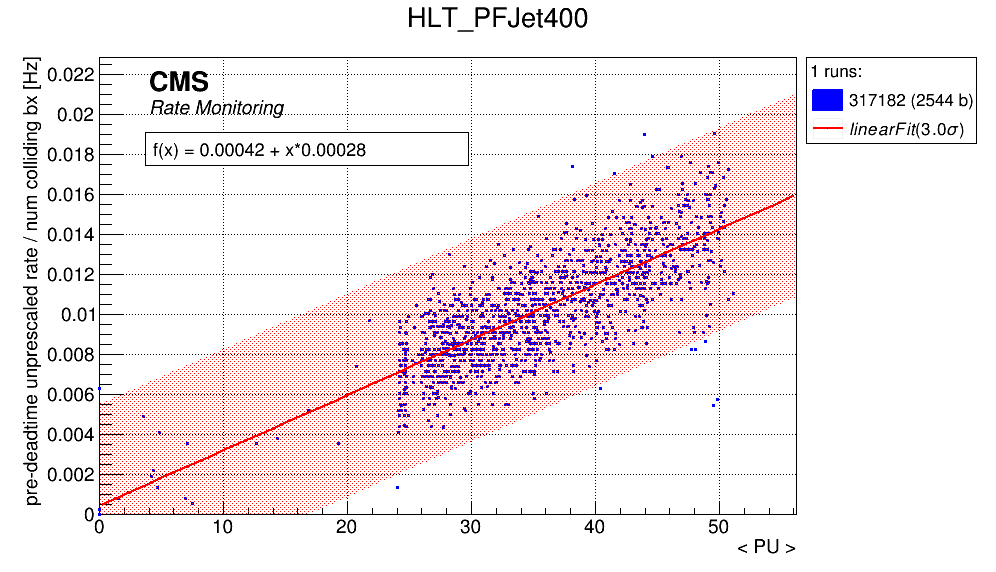 HLT_PFJet400
pre-deadtime unprescaled rate / num colliding bx [Hz]
0.022
0.02
0.018
0.016
0.014
0.012
0.01
0.008
0.006
0.004
0.002
0
CMS
Rate Monitoring
f(x) = 0.00042 + x*0.00028
0 10 20 30 40 50
< PU >
1 runs:
317182 (2544 b)
linearFit(3.0σ)